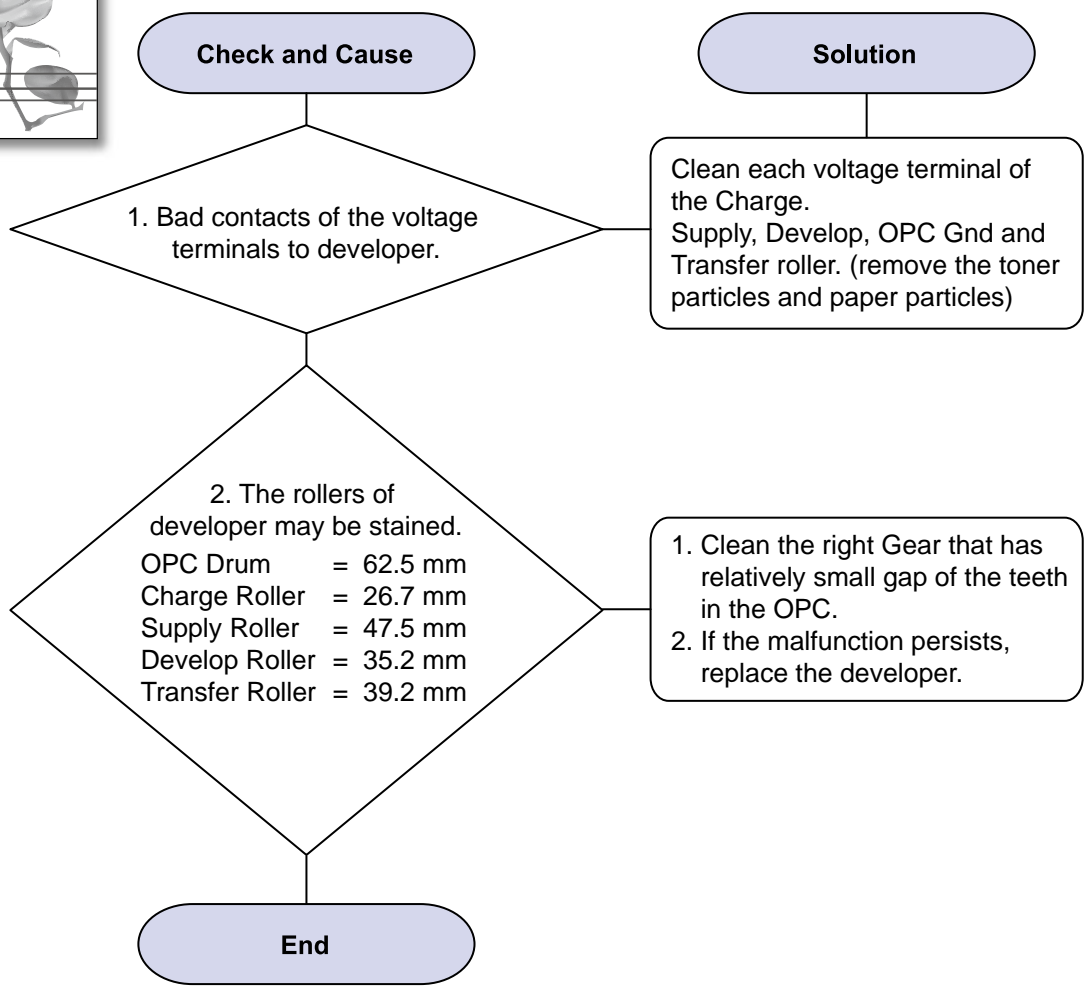 Check and Cause
Solution
1. Bad contacts of the voltage
terminals to developer.
Clean each voltage terminal of
the Charge.
Supply, Develop, OPC Gnd and
Transfer roller. (remove the toner
particles and paper particles)
2. The rollers of
developer may be stained.
OPC Drum = 62.5 mm
Charge Roller = 26.7 mm
Supply Roller = 47.5 mm
Develop Roller = 35.2 mm
Transfer Roller = 39.2 mm
1. Clean the right Gear that has
relatively small gap of the teeth
in the OPC.
2. If the malfunction persists,
replace the developer.
End